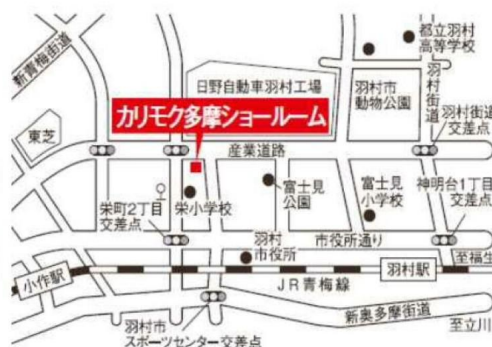 都立羽村
高等学校
新青梅街道
日野自動車羽村工場
羽村市
動物公園
羽村街道
カリモク多摩ショールーム
羽村街道
交差点
東芝
産業道路
栄町2丁目
交差点
栄小学校
富士見
公園
富士見
小学校
神明台1丁目
交差点
羽村
市役所
市役所通り
至福生
小作駅
羽村駅
JR青梅線
新奥多摩街道
羽村市
スポーツセンター交差点
至立川